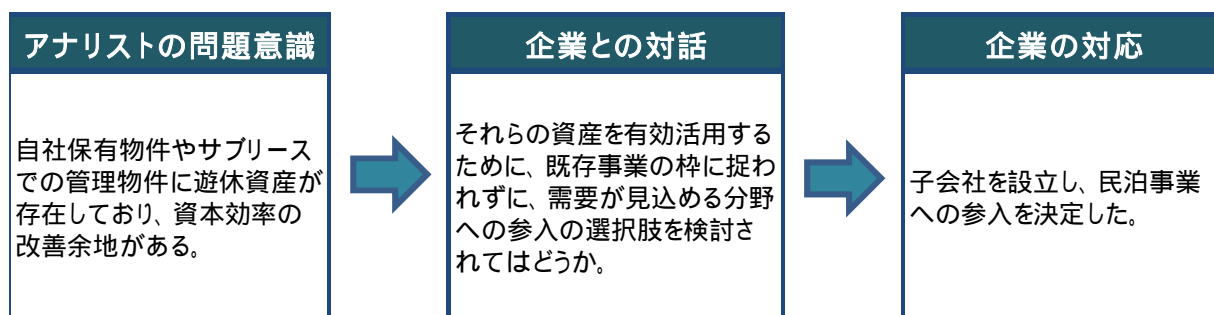 アナリストの問題意識
自社保有物件やサブリース
での管理物件に遊休資産が
存在しており、資本効率の
改善余地がある。
企業との対話
それらの資産を有効活用する
ために、既存事業の枠に捉わ
れずに、需要が見込める分野
への参入の選択肢を検討さ
れてはどうか。
企業の対応
子会社を設立し、民泊事業
への参入を決定した。